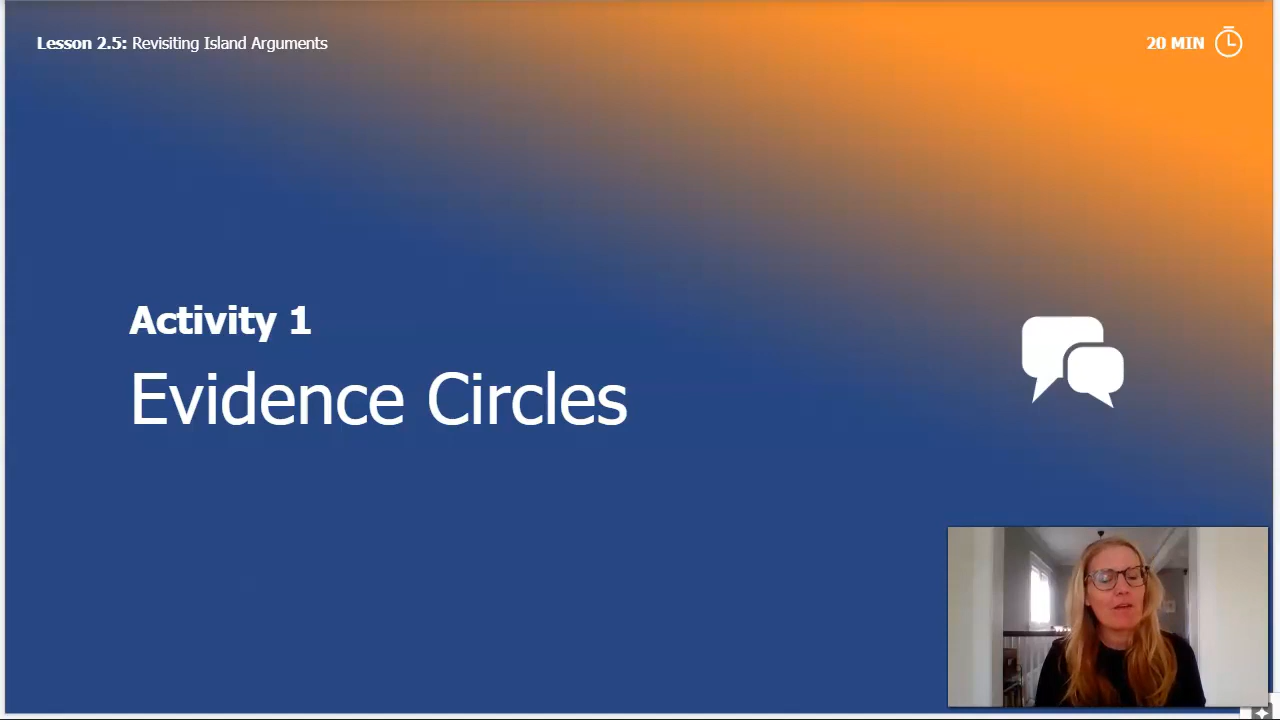 Lesson 2.5: Revisiting Island Arguments
20 MIN
Activity 1
Evidence Circles